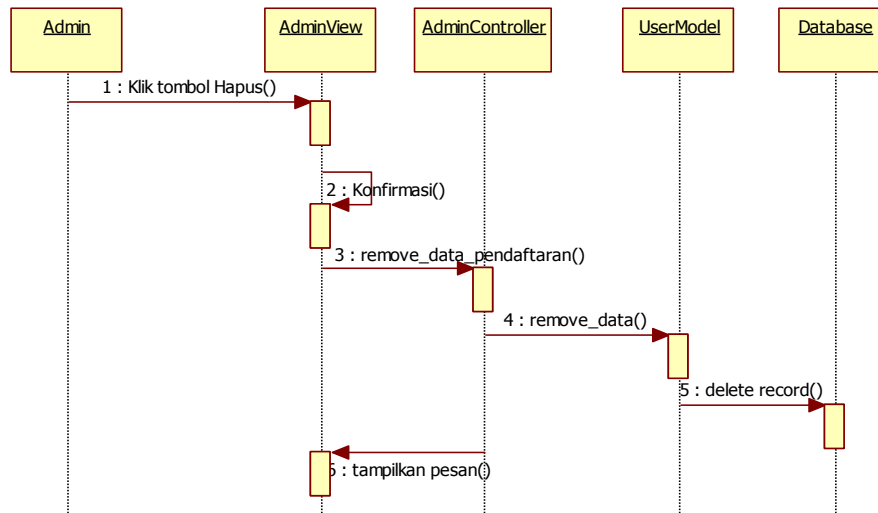 Admin
AdminView
AdminController
UserModel
Database
1 : Klik tombol Hapus()
2 : Konfirmasi()
3 : remove_data_pendaftaran()
4 : remove_data()
5 : delete record()
6 : tampilkan pesan()